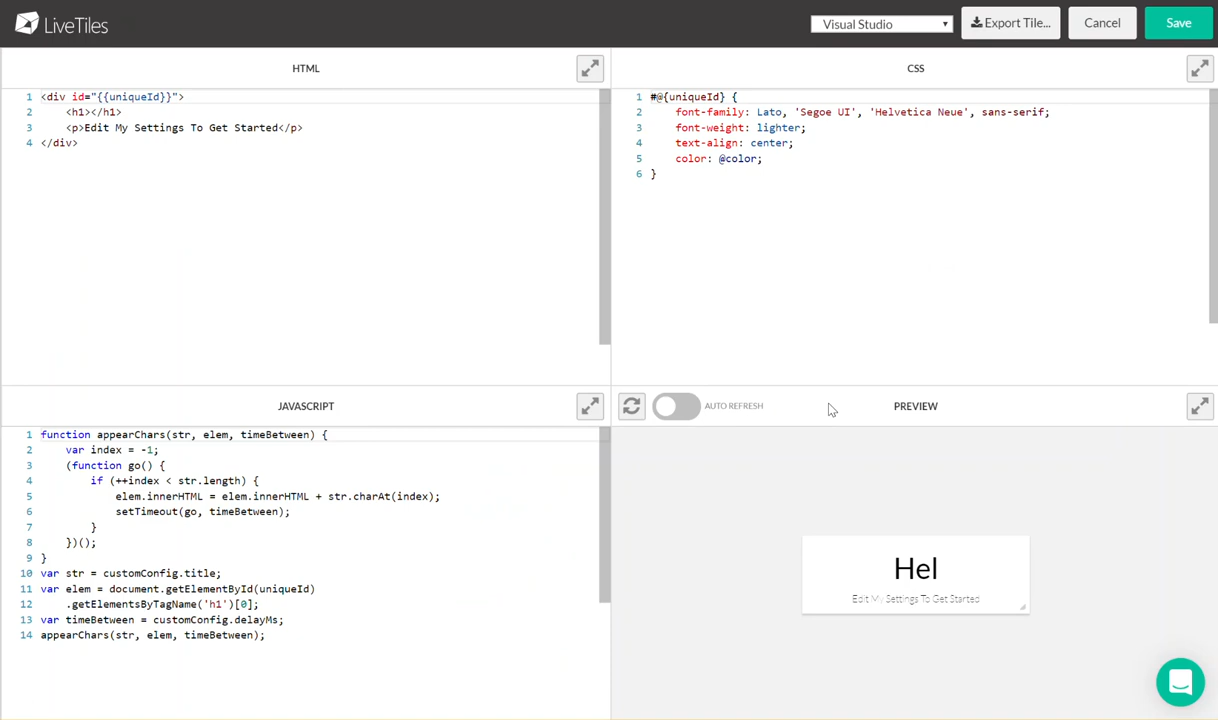 LiveTiles
Visual Studio
Export Tile...
Cancel
Save
HTML
1 <div id="{{uniqueId}}">
2 <h1></h1>
3 <p>Edit My Settings To Get Started</p>
4 </div>
CSS
1 #@{uniqueId} {
2 font-family: Lato, 'Segoe UI', 'Helvetica Neue', sans-serif;
3 font-weight: lighter;
4 text-align: center;
5 color: @color;
6 }
JAVASCRIPT
1 function appearChars(str, elem, timeBetween) {
2 var index = -1;
3 (function go() {
4 if (++index < str.length) {
5 elem.innerHTML = elem.innerHTML + str.charAt(index);
6 setTimeout(go, timeBetween);
7 }
8 })();
9 }
10 var str = customConfig.title;
11 var elem = document.getElementById(uniqueId)
12 .getElementsByTagName('h1')[0];
13 var timeBetween = customConfig.delayMs;
14 appearChars(str, elem, timeBetween);
AUTO REFRESH
PREVIEW
Hel
Edit My Settings To Get Started